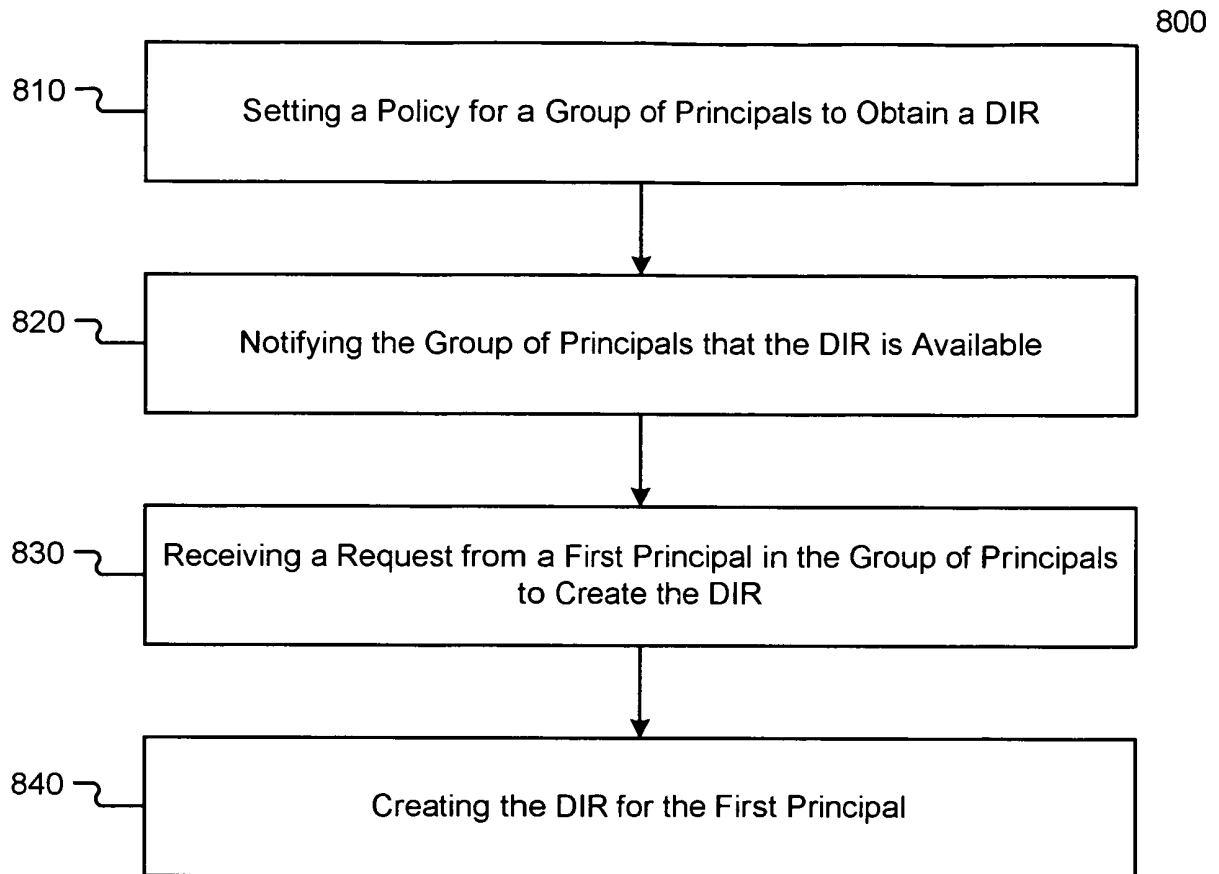 800
810
Setting a Policy for a Group of Principals to Obtain a DIR
820
Notifying the Group of Principals that the DIR is Available
830
Receiving a Request from a First Principal in the Group of Principals
to Create the DIR
840
Creating the DIR for the First Principal